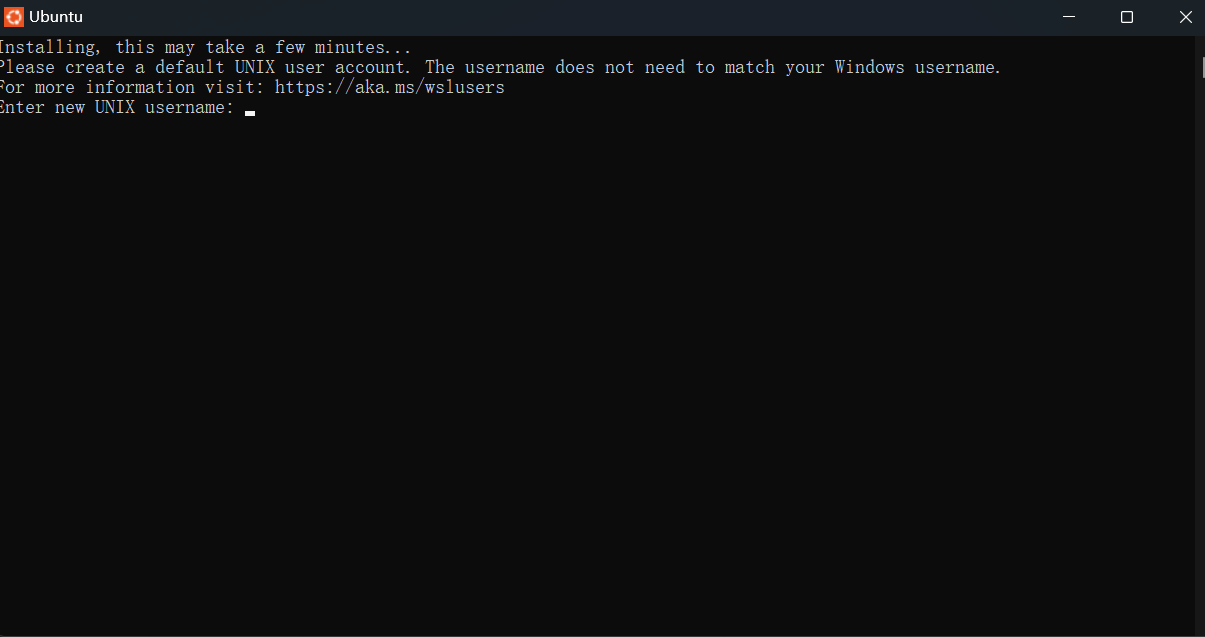 Ubuntu
Installing, this may take a few minutes...
Please create a default UNIX user account. The username does not need to match your Windows username.
For more information visit: https://aka.ms/wslusers
Enter new UNIX username: